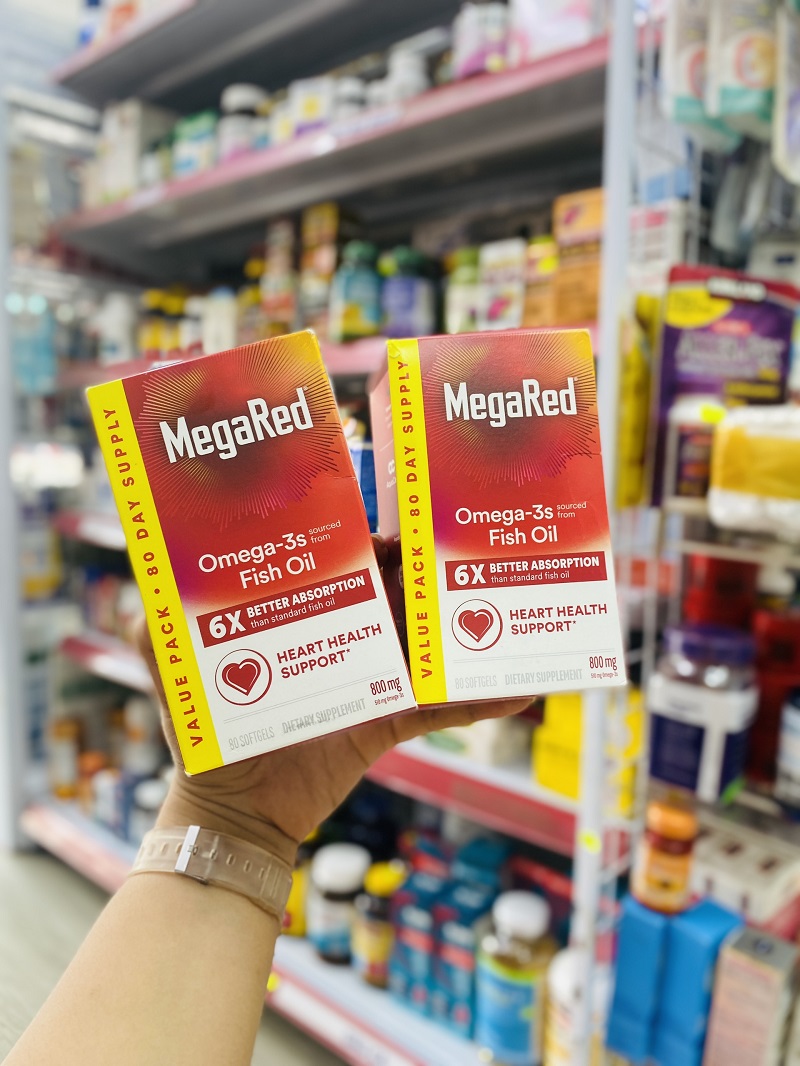 VALUE PACK • 80 DAY SUPPLY
MegaRed
Omega-3s sourced from
Fish Oil
6X BETTER ABSORPTION
than standard fish oil
HEART HEALTH
SUPPORT*
800 mg
80 SOFTGELS DIETARY SUPPLEMENT
VALUE PACK • 80 DAY SUPPLY
MegaRed
Omega-3s sourced from
Fish Oil
6X BETTER ABSORPTION
than standard fish oil
HEART HEALTH
SUPPORT*
800 mg
80 SOFTGELS DIETARY SUPPLEMENT